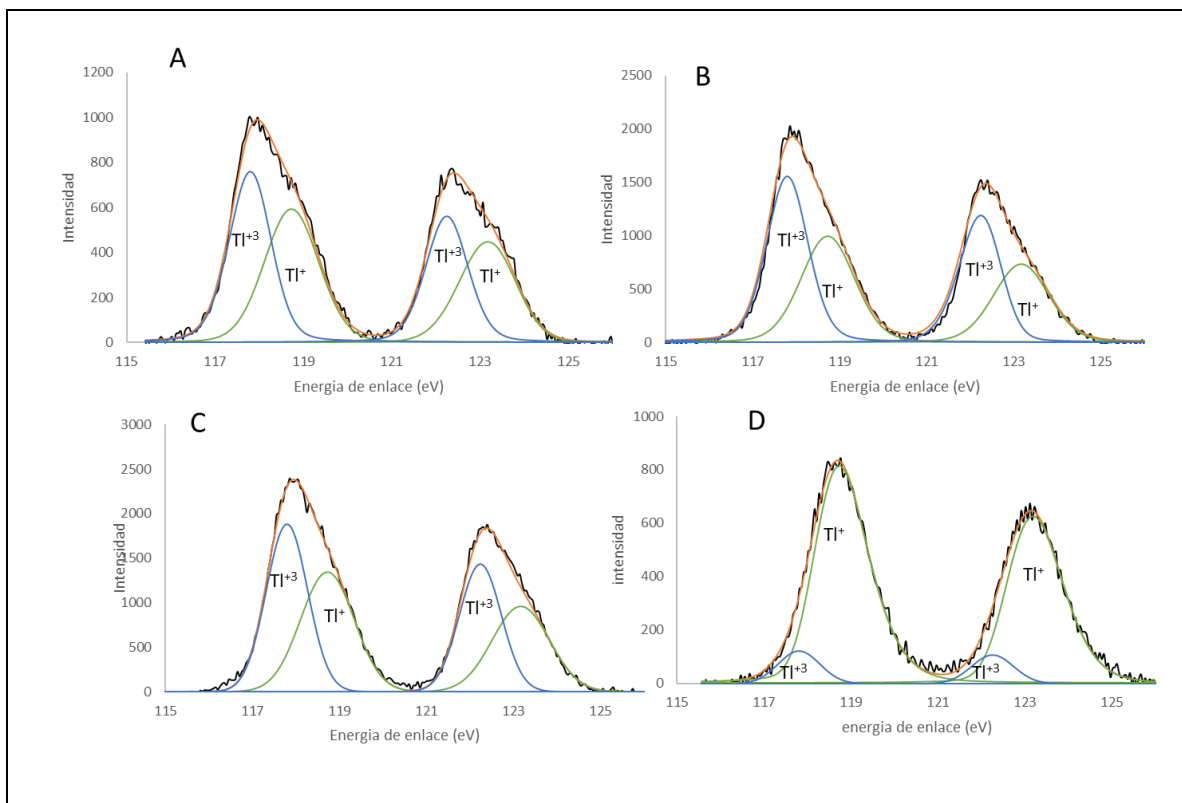 A
1200
1000
800
600
400
200
0
Intensidad
Tl+3
Tl+
Tl+3
Tl+
115 117 119 121 123 125
Energia de enlace (eV)
B
2500
2000
1500
1000
500
0
Intensidad
Tl+3
Tl+
Tl+3
Tl+
115 117 119 121 123 125
Energia de enlace (eV)
C
3000
2500
2000
1500
1000
500
0
Intensidad
Tl+3
Tl+
Tl+3
115 117 119 121 123 125
Energia de enlace (eV)
D
1000
800
600
400
200
0
intensidad
Tl+
Tl+
Tl+3
Tl+3
115 117 119 121 123 125
energia de enlace (eV)